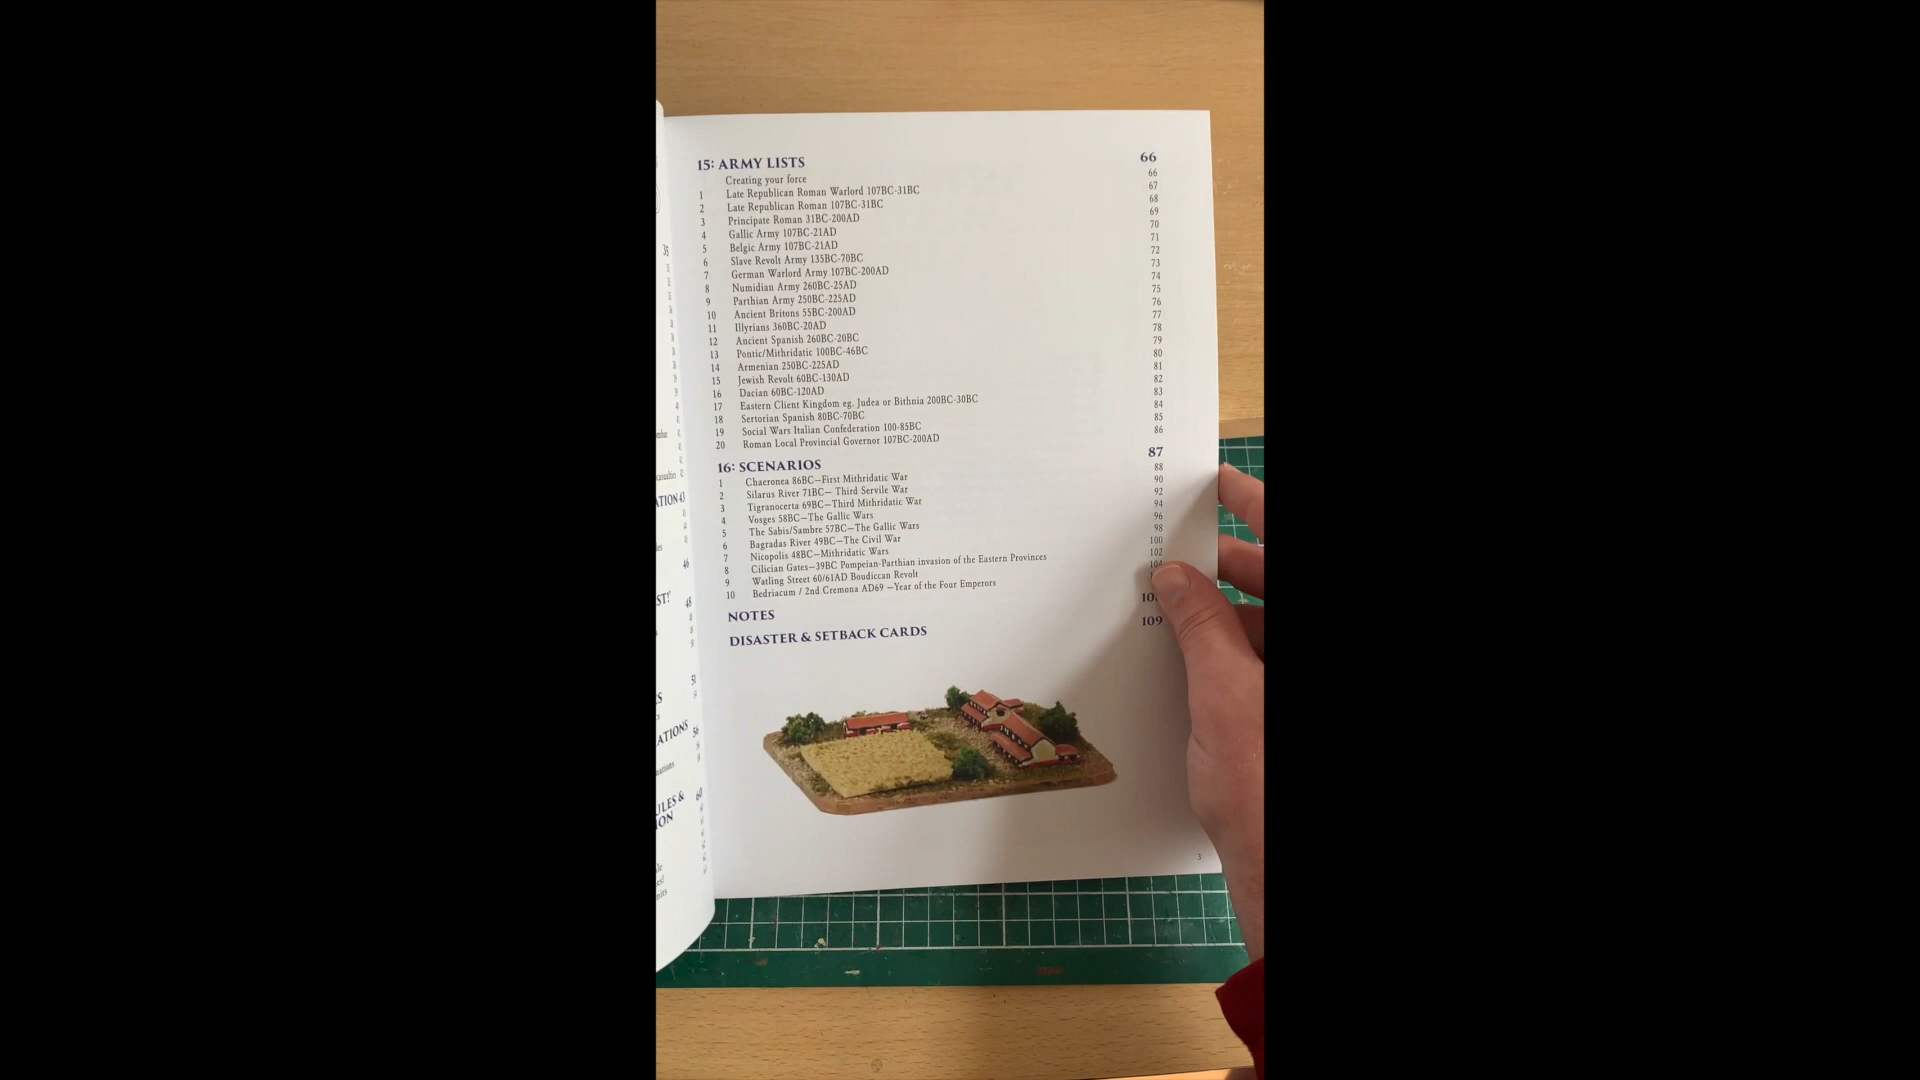 15: ARMY LISTS 66
Creating your force 66
1 Late Republican Roman Warlord 107BC-31BC 67
2 Late Republican Roman 107BC-31BC 68
3 Principate Roman 31BC-200AD 69
4 Gallic Army 107BC-21AD 70
5 Belgic Army 107BC-21AD 71
6 Slave Revolt Army 135BC-70BC 72
7 German Warlord Army 107BC-200AD 73
8 Numidian Army 260BC-25AD 74
9 Parthian Army 250BC-225AD 75
10 Ancient Britons 55BC-200AD 76
11 Illyrians 360BC-20AD 77
12 Ancient Spanish 260BC-20BC 78
13 Pontic/Mithridatic 100BC-46BC 79
14 Armenian 250BC-225AD 80
15 Jewish Revolt 60BC-130AD 81
16 Dacian 60BC-120AD 82
17 Eastern Client Kingdom eg. Judea or Bithnia 200BC-30BC 83
18 Sertorian Spanish 80BC-70BC 84
19 Social Wars Italian Confederation 100-85BC 85
20 Roman Local Provincial Governor 107BC-200AD 86
16: SCENARIOS 87
1 Chaeronea 86BC—First Mithridatic War 88
2 Silarus River 71BC— Third Servile War 90
3 Tigranocerta 69BC—Third Mithridatic War 92
4 Vosges 58BC—The Gallic Wars 94
5 The Sabis/Sambre 57BC—The Gallic Wars 96
6 Bagradas River 49BC—The Civil War 98
7 Nicopolis 48BC—Mithridatic Wars 100
8 Cilician Gates—39BC Pompeian-Parthian invasion of the Eastern Provinces 102
9 Watling Street 60/61AD Boudiccan Revolt 104
10 Bedriacum / 2nd Cremona AD69 —Year of the Four Emperors
NOTES
DISASTER & SETBACK CARDS 109
3